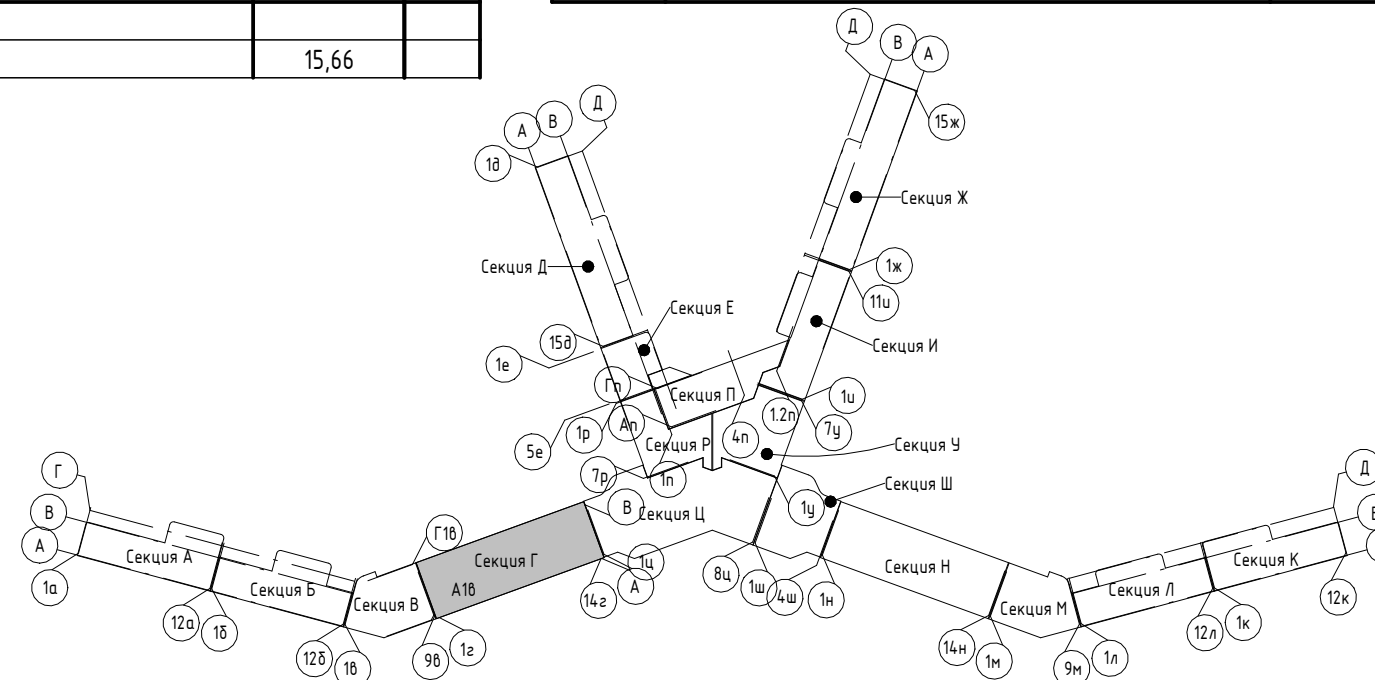 15,66
Д
В
А
15ж
Секция Ж
1ж
11и
Секция И
1и
7у
1.2п
Д
В
А
1д
Секция Д
Секция Е
15д
1е
Гп
Секция П
Ап
1р
5е
4п
Секция Р
7р
1п
Секция У
Секция Ш
1у
В
Секция Ц
Г
В
А
1а
Секция А
12а
1б
Секция Б
12б
1в
Секция В
Г1в
А1в
Секция Г
9в
1г
14г
1ц
А
8ц
1ш
4ш
1н
Секция Н
14н
1м
Секция М
9м
1л
Секция Л
12л
1к
Секция К
12к
Д